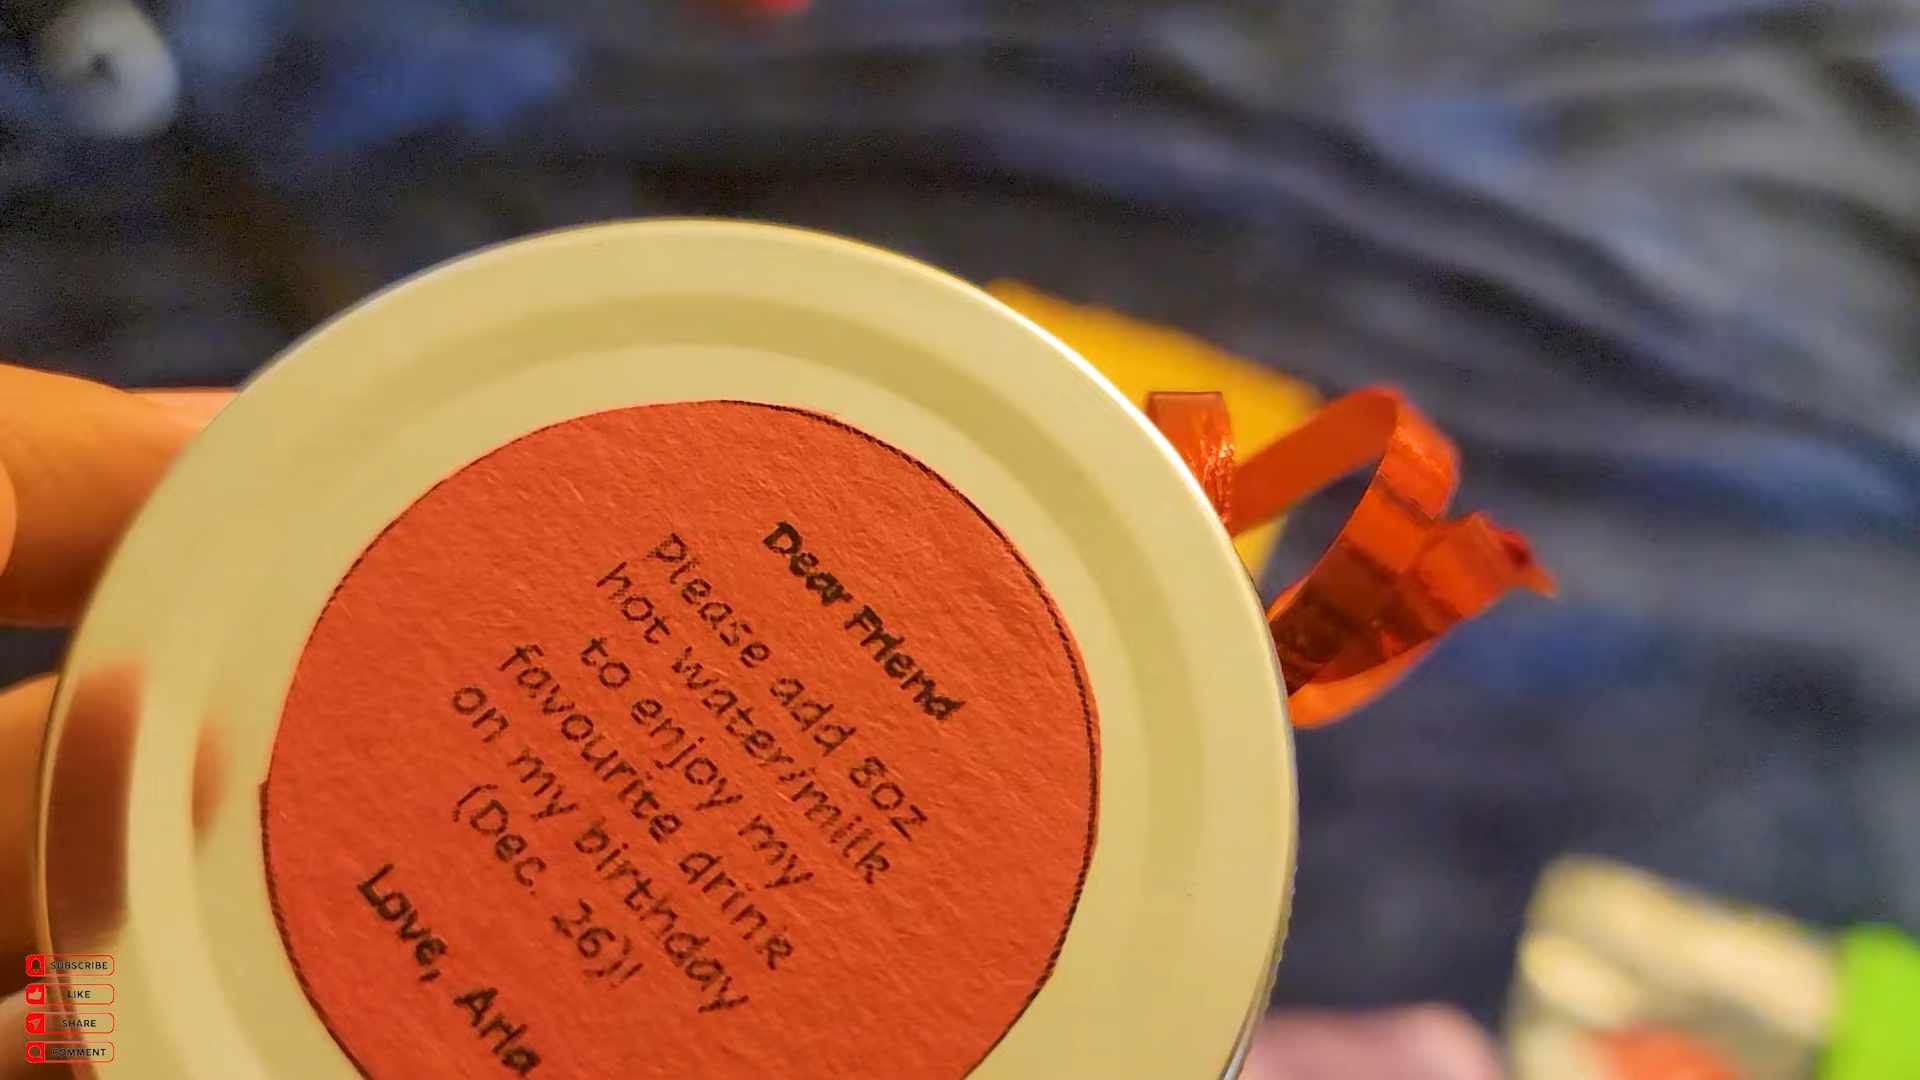 Dear Friend
Please add 8oz
hot water/milk
to enjoy my
favourite drink
on my birthday
(Dec. 26)!
Love, Arla
SUBSCRIBE
LIKE
SHARE
COMMENT